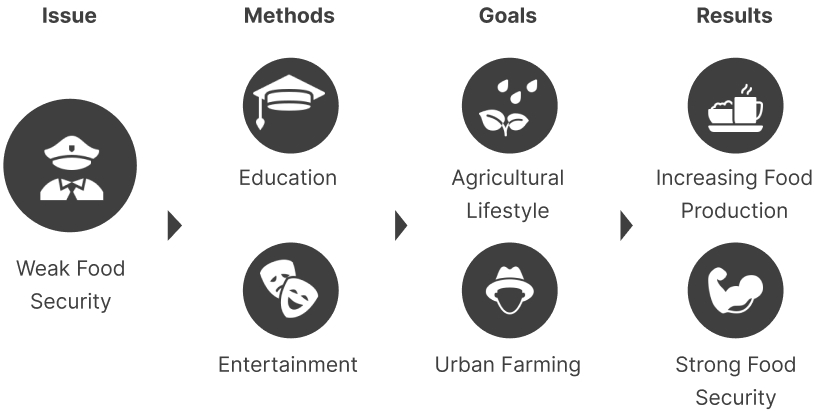 Issue
Methods
Goals
Results
Education
Agricultural
Lifestyle
Increasing Food
Production
Weak Food
Security
Entertainment
Urban Farming
Strong Food
Security